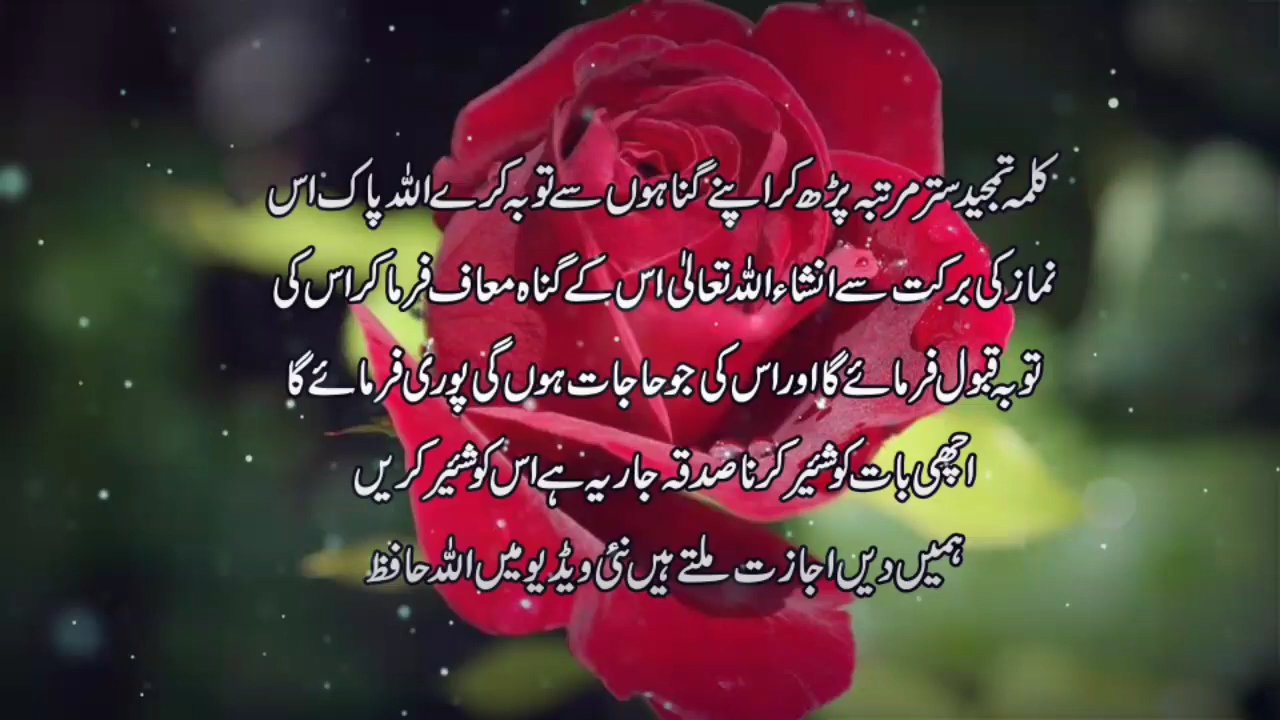 کلمہ تمجید ستر مرتبہ پڑھ کر اپنے گناہوں سے توبہ کرے اللہ پاک اس
نماز کی برکت سے انشاء اللہ تعالیٰ اس کے گناہ معاف فرما کر اس کی
توبہ قبول فرمائے گا اور اس کی جو حاجات ہوں گی پوری فرمائے گا
اچھی بات کو شئیر کرنا صدقہ جاریہ ہے اس کو شئیر کریں
ہمیں دیں اجازت ملتے ہیں نئی ویڈیو میں اللہ حافظ